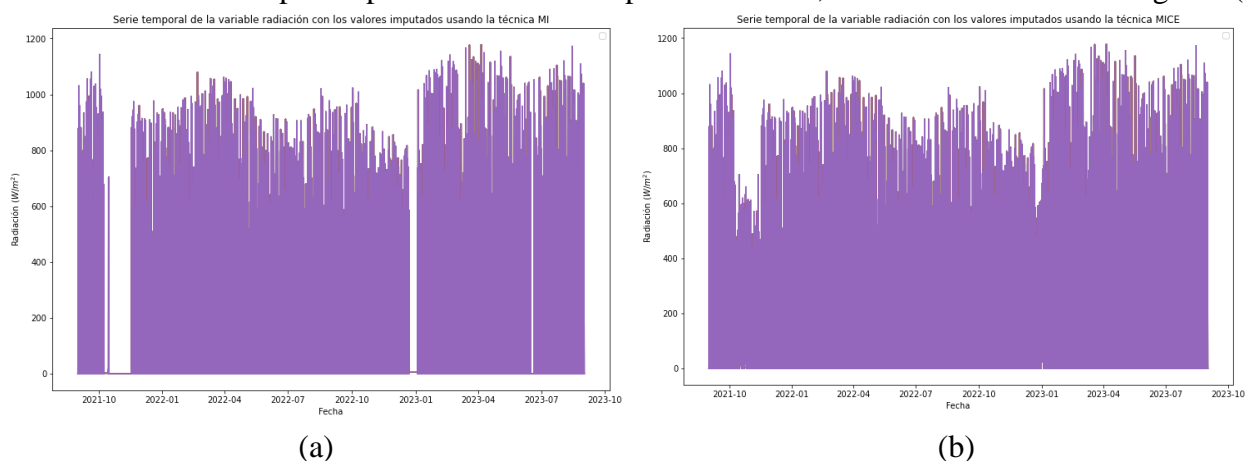 Serie temporal de la variable radiación con los valores imputados usando la técnica MI
Radiación (W/m²)
1200
1000
800
600
400
200
0
2021-10 2022-01 2022-04 2022-07 2022-10 2023-01 2023-04 2023-07 2023-10
Fecha
(a)
Serie temporal de la variable radiación con los valores imputados usando la técnica MICE
Radiación (W/m²)
1200
1000
800
600
400
200
0
2021-10 2022-01 2022-04 2022-07 2022-10 2023-01 2023-04 2023-07 2023-10
Fecha
(b)